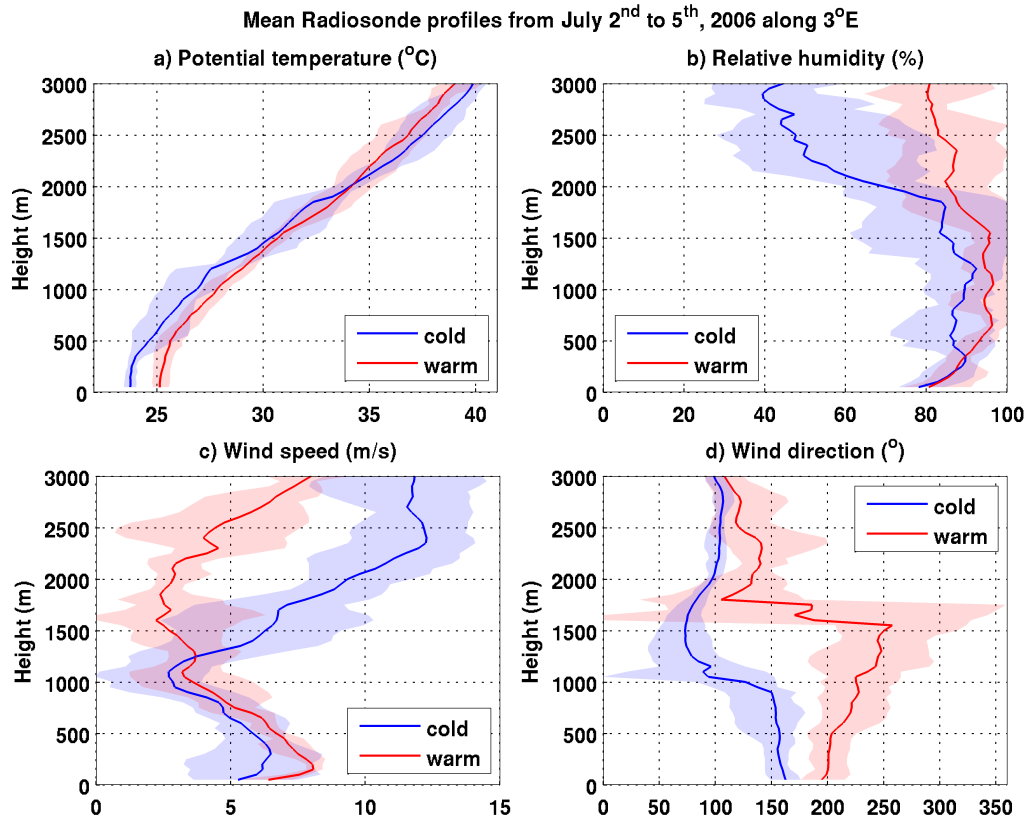 Mean Radiosonde profiles from July 2nd to 5th, 2006 along 3oE
a) Potential temperature (oC)
3000
2500
2000
1500
1000
500
0
Height (m)
25 30 35 40
cold
warm
b) Relative humidity (%)
3000
2500
2000
1500
1000
500
0
Height (m)
0 20 40 60 80 100
cold
warm
c) Wind speed (m/s)
3000
2500
2000
1500
1000
500
0
Height (m)
0 5 10 15
cold
warm
d) Wind direction (o)
3000
2500
2000
1500
1000
500
0
Height (m)
0 50 100 150 200 250 300 350
cold
warm